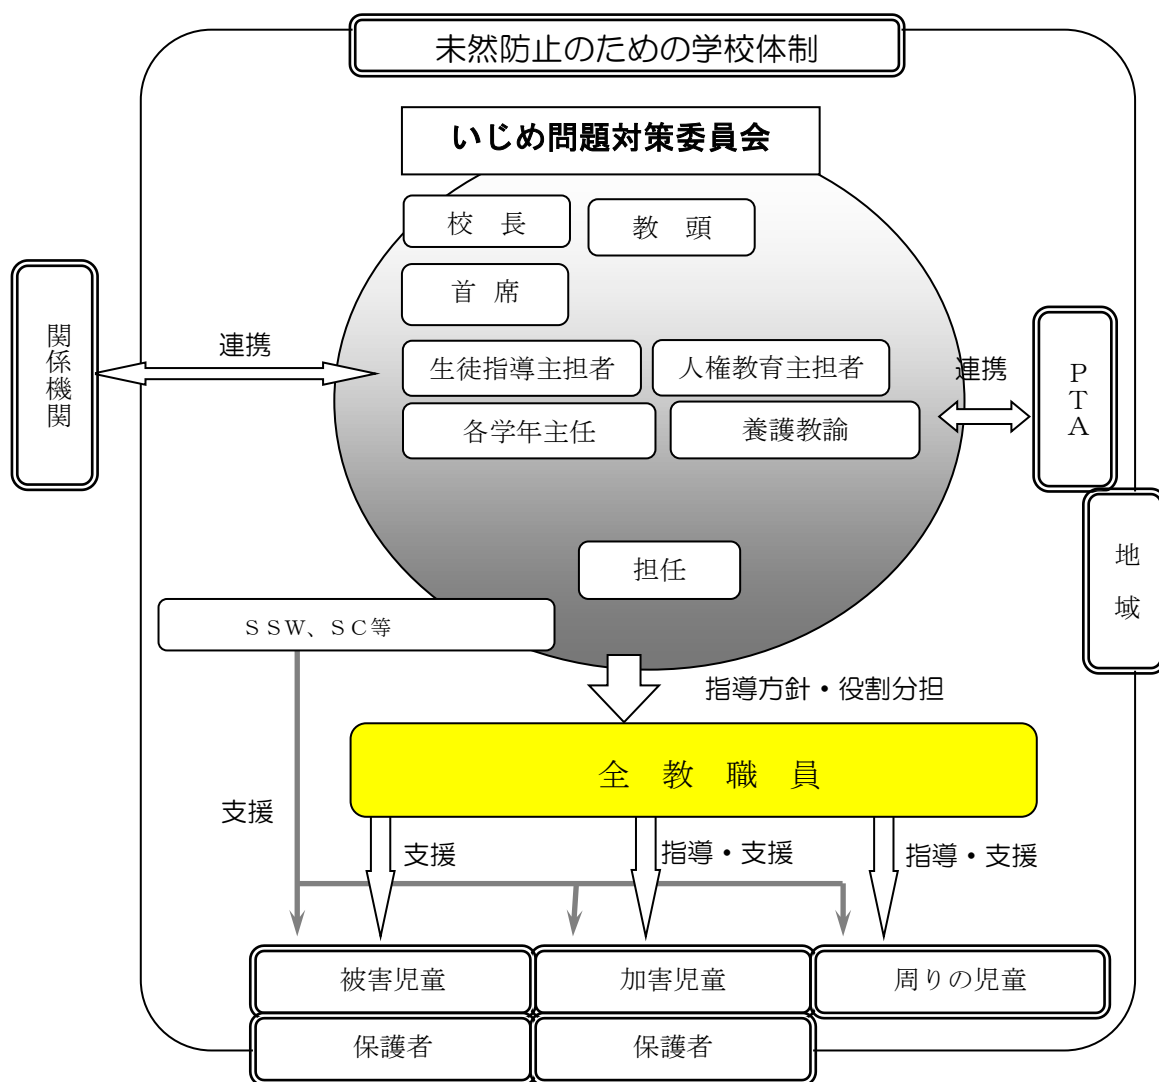 未然防止のための学校体制
いじめ問題対策委員会
校　長
教　頭
首　席
関係機関
連携
生徒指導主担者
人権教育主担者
連携
ＰＴＡ
各学年主任
養護教諭
地域
担任
ＳＳＷ、ＳＣ等
指導方針・役割分担
全　教　職　員
支援
支援
指導・支援
指導・支援
被害児童
加害児童
周りの児童
保護者
保護者